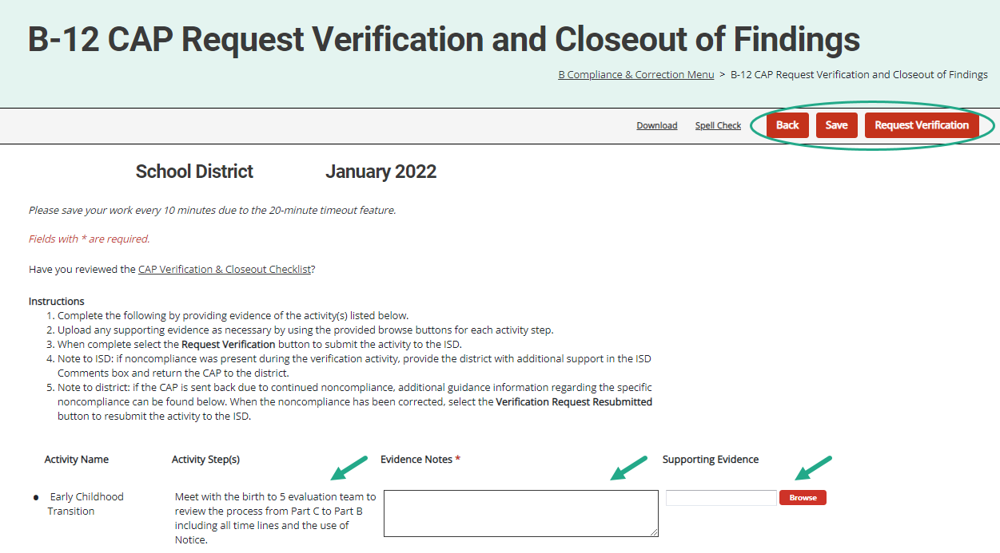 B-12 CAP Request Verification and Closeout of Findings
B Compliance & Correction Menu > B-12 CAP Request Verification and Closeout of Findings
Download Spell Check Back Save Request Verification
School District January 2022
Please save your work every 10 minutes due to the 20-minute timeout feature.
Fields with * are required.
Have you reviewed the CAP Verification & Closeout Checklist?
Instructions
1. Complete the following by providing evidence of the activity(s) listed below.
2. Upload any supporting evidence as necessary by using the provided browse buttons for each activity step.
3. When complete select the Request Verification button to submit the activity to the ISD.
4. Note to ISD: if noncompliance was present during the verification activity, provide the district with additional support in the ISD
Comments box and return the CAP to the district.
5. Note to district: if the CAP is sent back due to continued noncompliance, additional guidance information regarding the specific
noncompliance can be found below. When the noncompliance has been corrected, select the Verification Request Resubmitted
button to resubmit the activity to the ISD.
Activity Name Activity Step(s) Evidence Notes * Supporting Evidence
• Early Childhood
Transition
Meet with the birth to 5 evaluation team to
review the process from Part C to Part B
including all time lines and the use of
Notice.
Browse